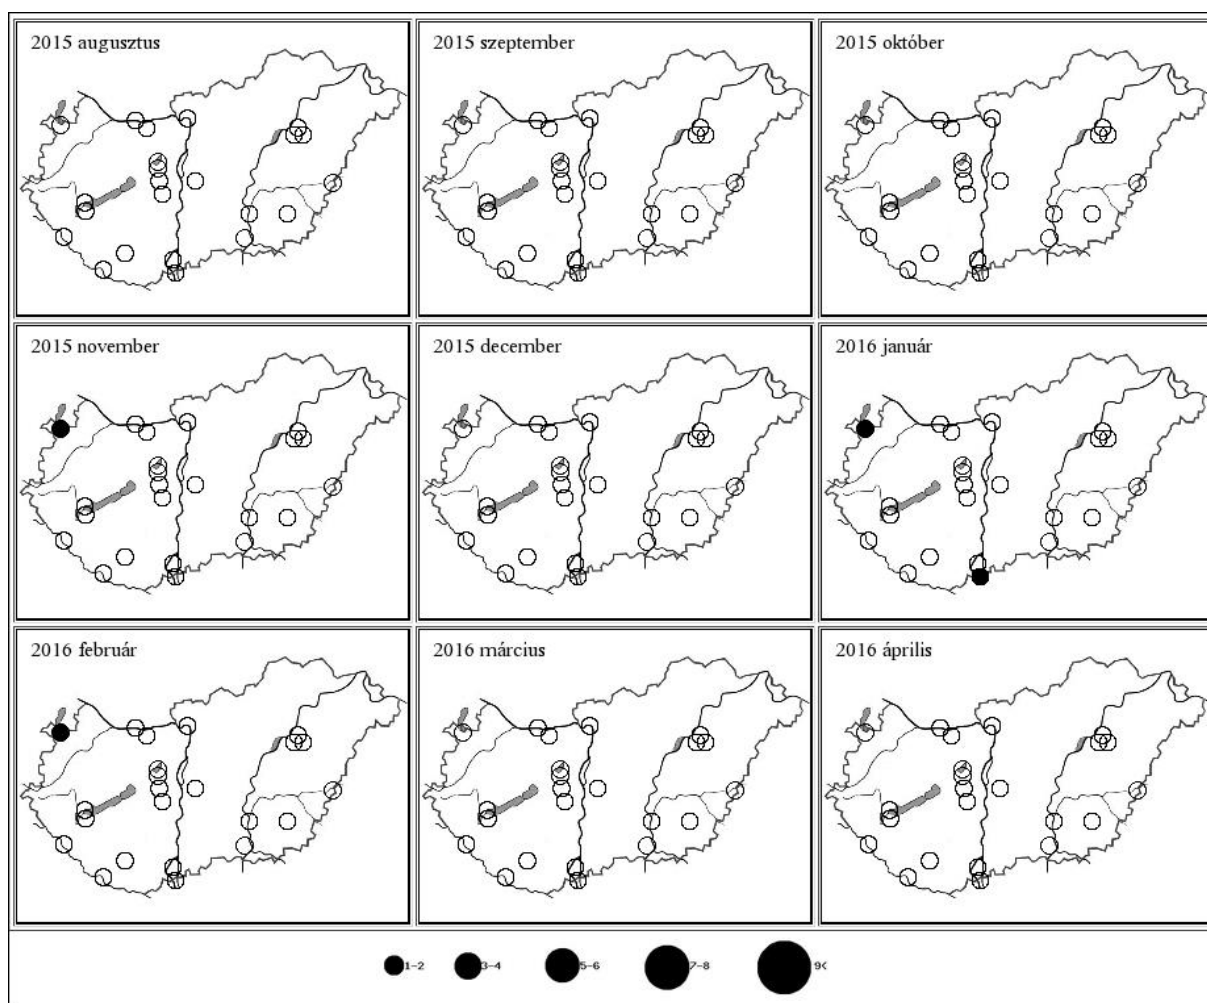 2015 augusztus
2015 szeptember
2015 október
2015 november
2015 december
2016 január
2016 február
2016 március
2016 április
1-2 3-4 5-6 7-8 9<